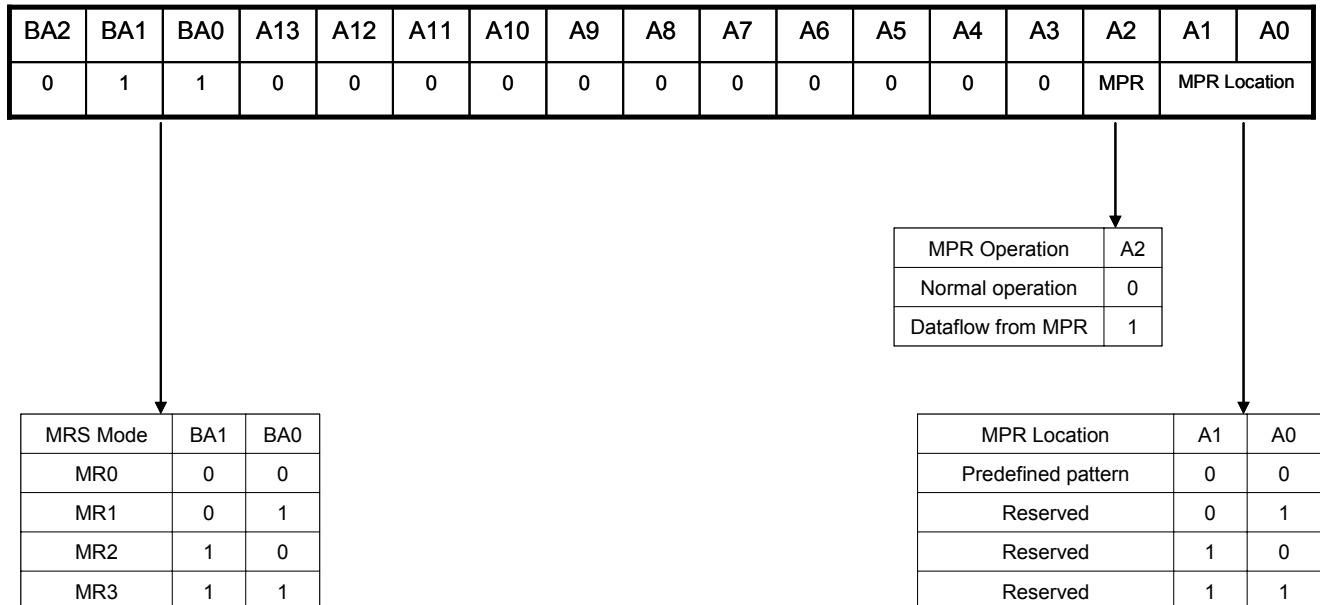 BA2 BA1 BA0 A13 A12 A11 A10 A9 A8 A7 A6 A5 A4 A3 A2 A1 A0
0 1 1 0 0 0 0 0 0 0 0 0 0 0 MPR MPR Location
MPR Operation A2
Normal operation 0
Dataflow from MPR 1
MRS Mode BA1 BA0
MR0 0 0
MR1 0 1
MR2 1 0
MR3 1 1
MPR Location A1 A0
Predefined pattern 0 0
Reserved 0 1
Reserved 1 0
Reserved 1 1